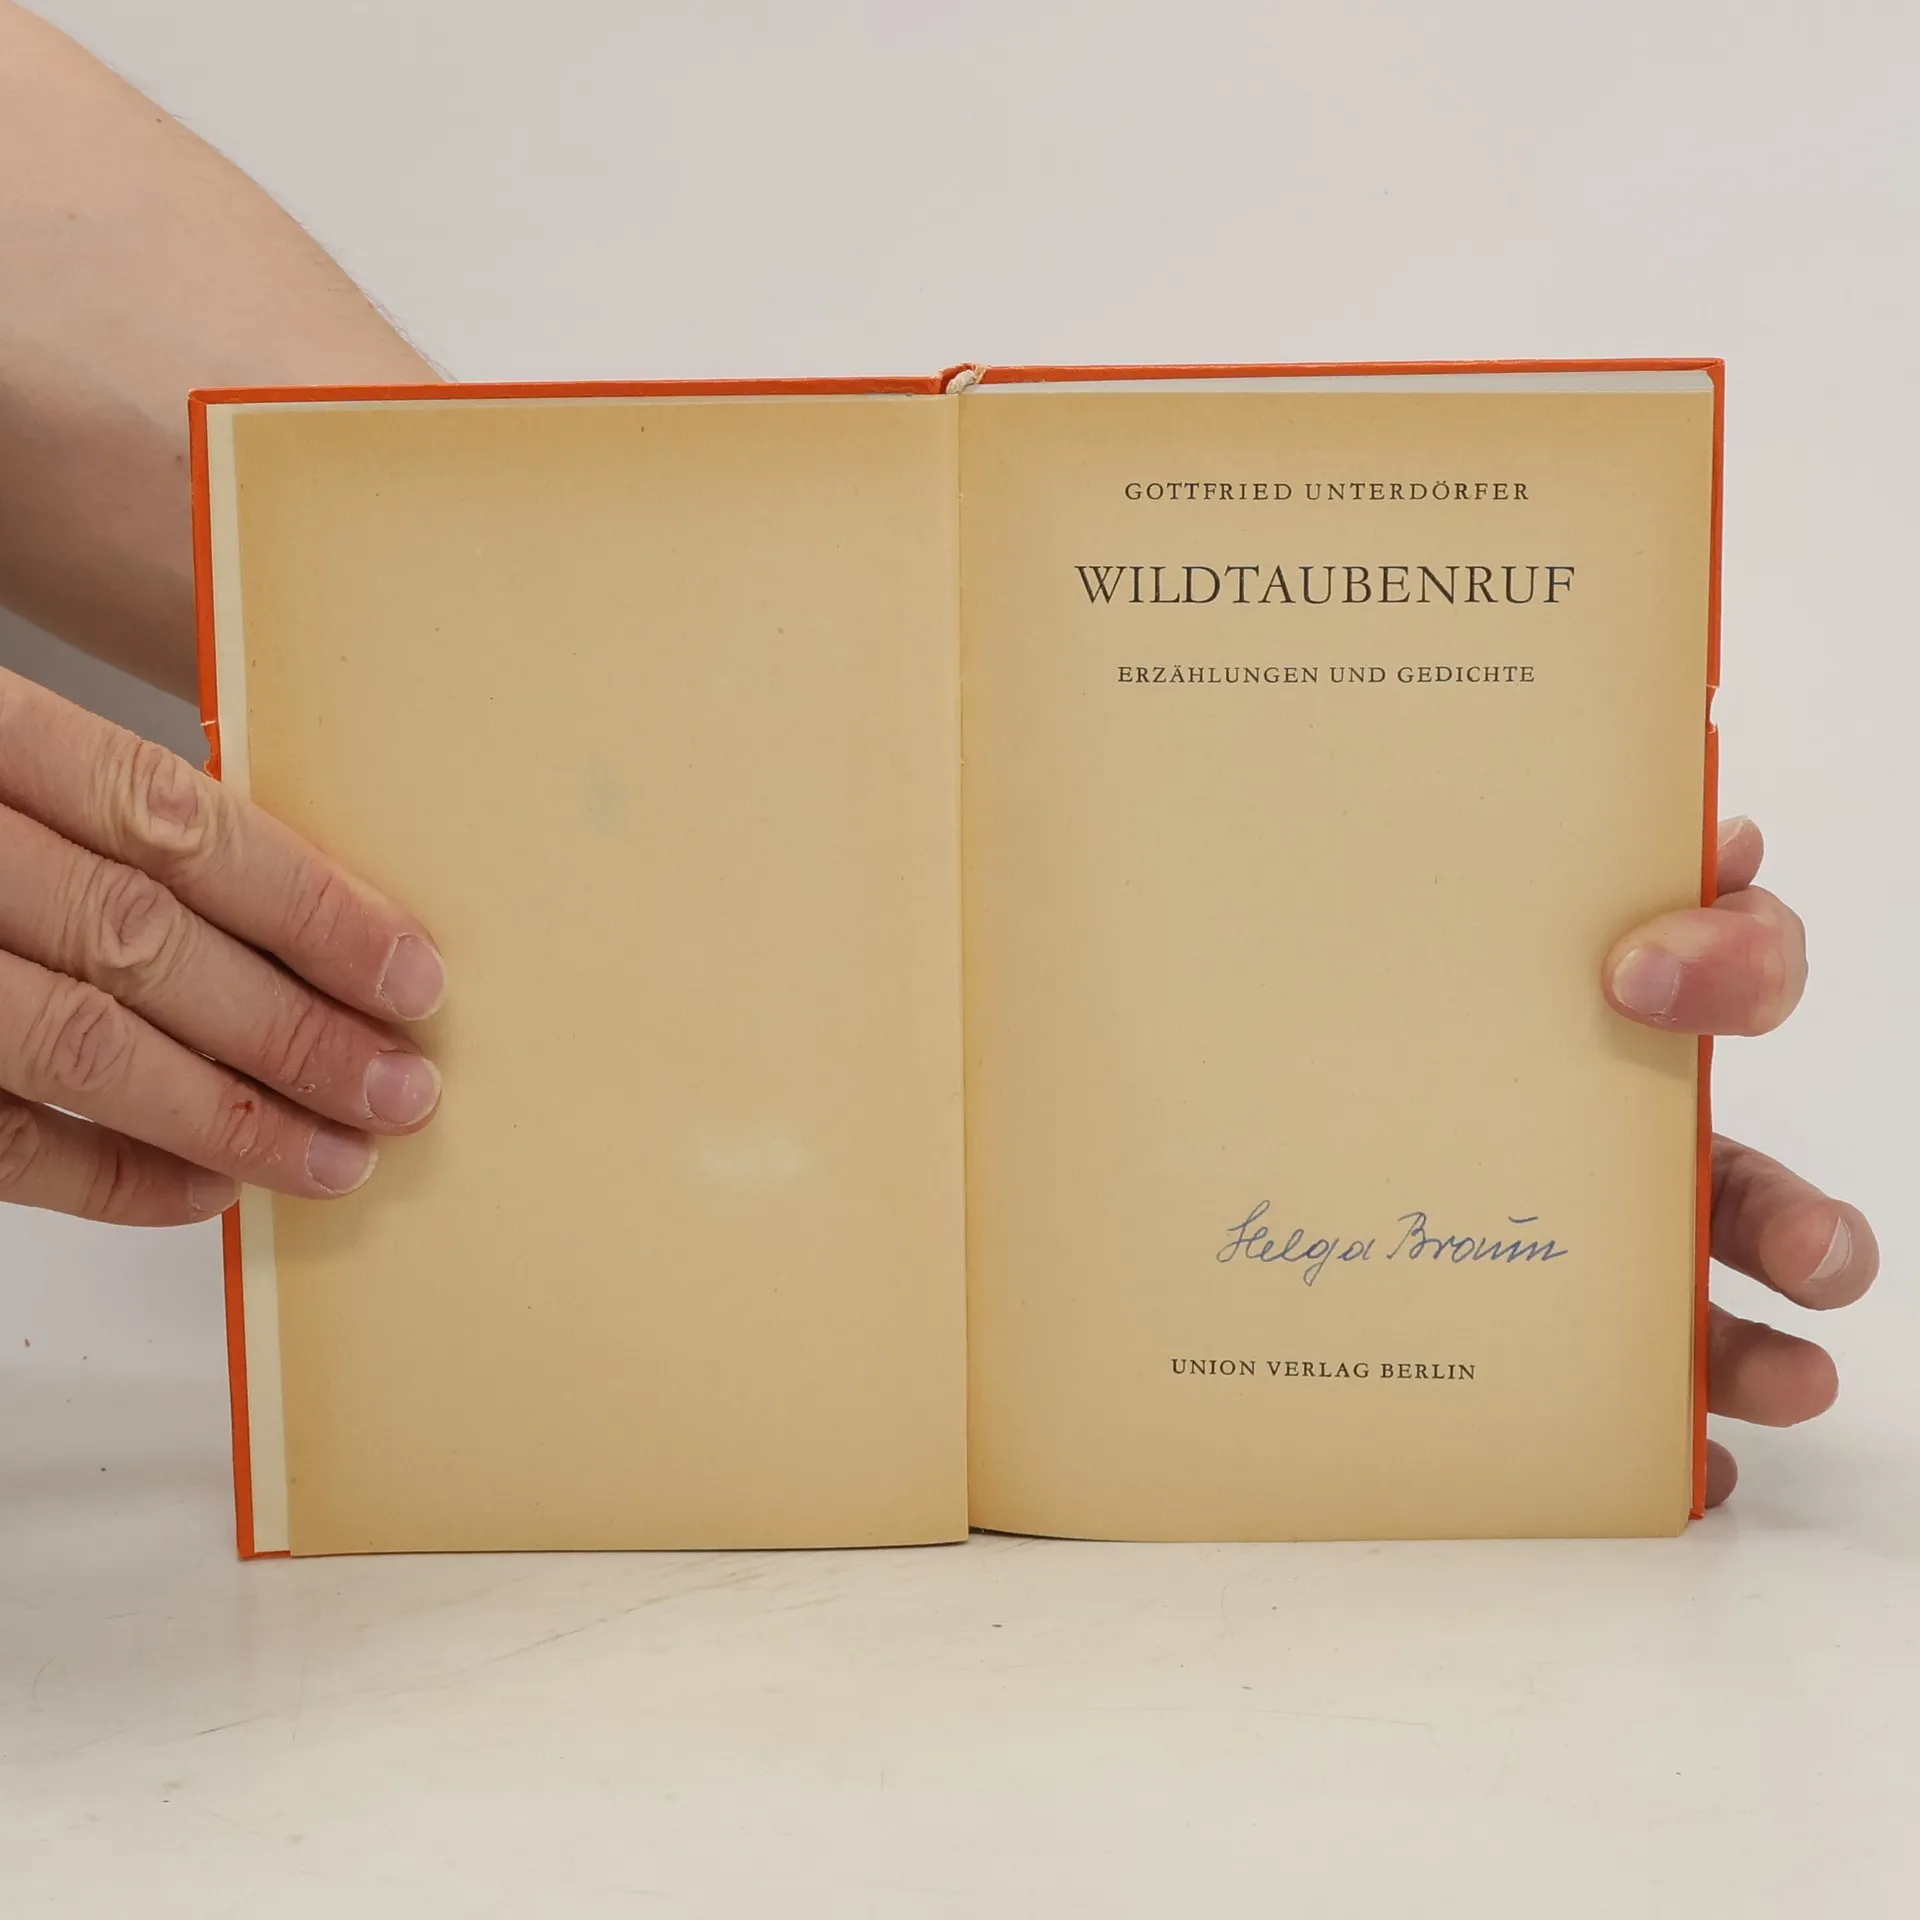 GOTTFRIED UNTERDÖRFER
WILDTAUBENRUF
ERZÄHLUNGEN UND GEDICHTE
Helga Braun
UNION VERLAG BERLIN